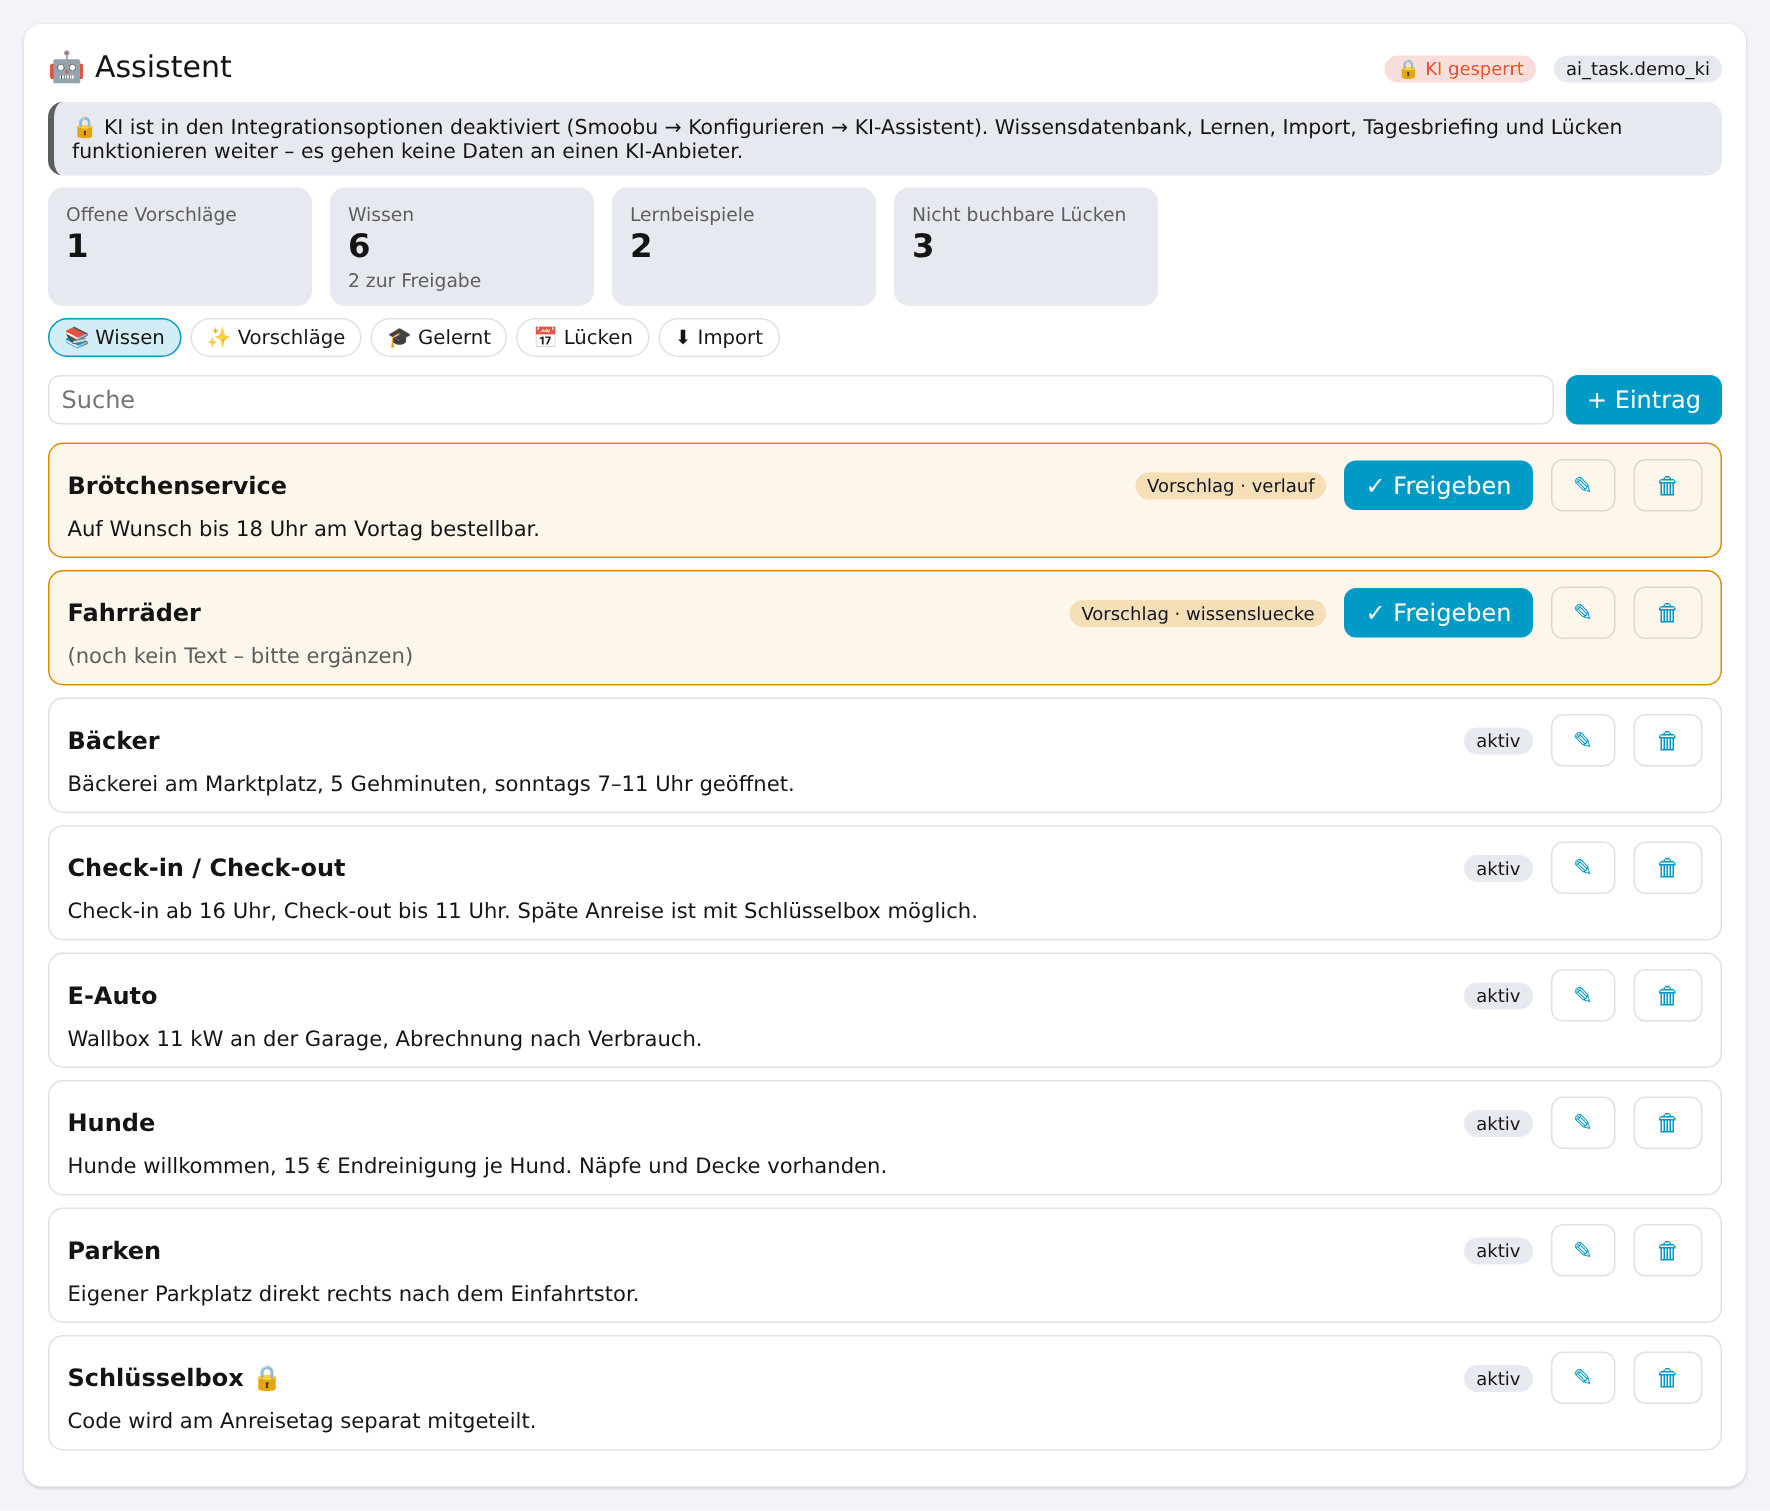 🤖 Assistent
🔒 KI gesperrt
ai_task.demo_ki
🔒 KI ist in den Integrationsoptionen deaktiviert (Smoobu → Konfigurieren → KI-Assistent). Wissensdatenbank, Lernen, Import, Tagesbriefing und Lücken
funktionieren weiter – es gehen keine Daten an einen KI-Anbieter.
Offene Vorschläge
1
Wissen
6
2 zur Freigabe
Lernbeispiele
2
Nicht buchbare Lücken
3
📚 Wissen
✨ Vorschläge
🎓 Gelernt
📅 Lücken
⬇ Import
Suche
+ Eintrag
Brötchenservice
Vorschlag · verlauf
✓ Freigeben
Auf Wunsch bis 18 Uhr am Vortag bestellbar.
Fahrräder
Vorschlag · wissensluecke
✓ Freigeben
(noch kein Text – bitte ergänzen)
Bäcker
aktiv
Bäckerei am Marktplatz, 5 Gehminuten, sonntags 7–11 Uhr geöffnet.
Check-in / Check-out
aktiv
Check-in ab 16 Uhr, Check-out bis 11 Uhr. Späte Anreise ist mit Schlüsselbox möglich.
E-Auto
aktiv
Wallbox 11 kW an der Garage, Abrechnung nach Verbrauch.
Hunde
aktiv
Hunde willkommen, 15 € Endreinigung je Hund. Näpfe und Decke vorhanden.
Parken
aktiv
Eigener Parkplatz direkt rechts nach dem Einfahrtstor.
Schlüsselbox 🔒
aktiv
Code wird am Anreisetag separat mitgeteilt.